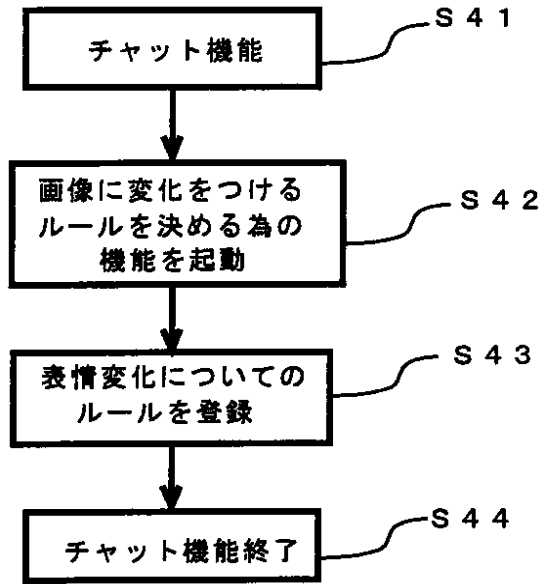 チャット機能
S41
画像に変化をつける
ルールを決める為の
機能を起動
S42
表情変化についての
ルールを登録
S43
チャット機能終了
S44